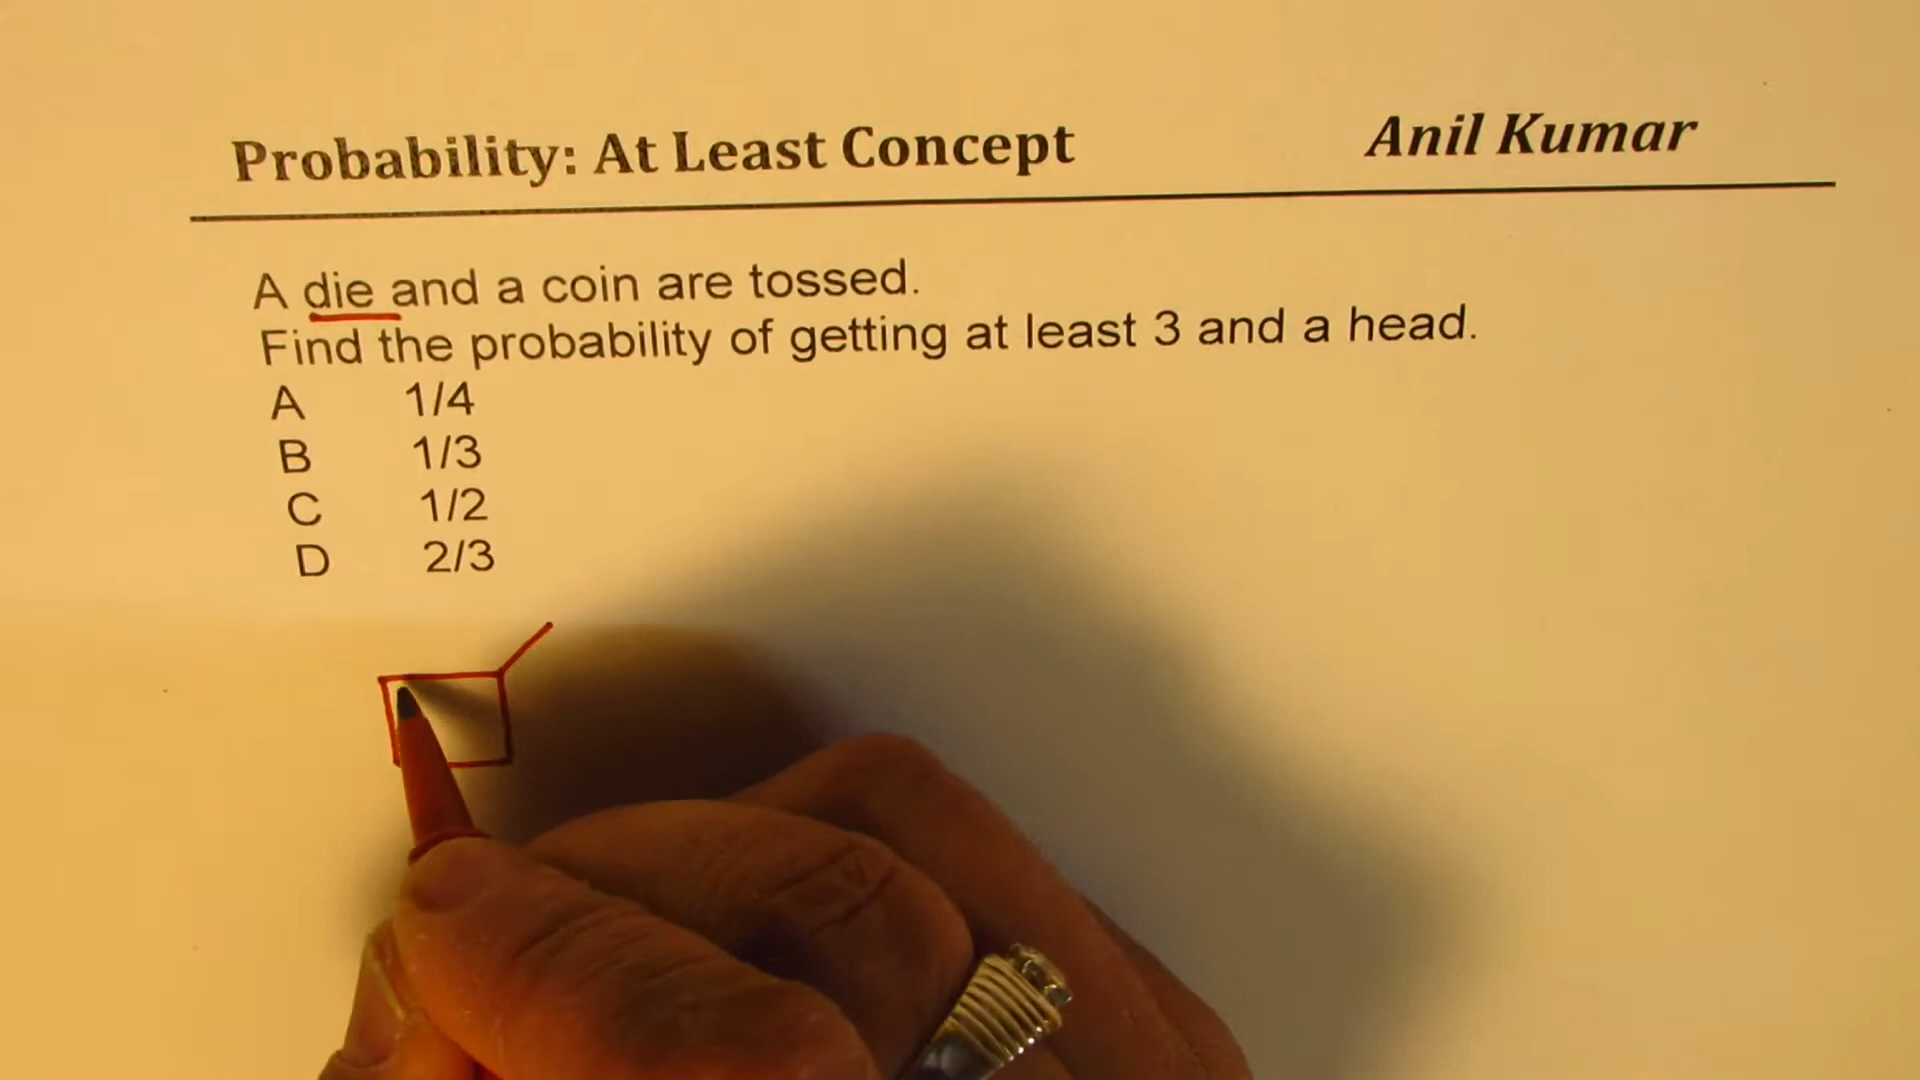 Probability: At Least Concept Anil Kumar
A die and a coin are tossed.
Find the probability of getting at least 3 and a head.
A 1/4
B 1/3
C 1/2
D 2/3